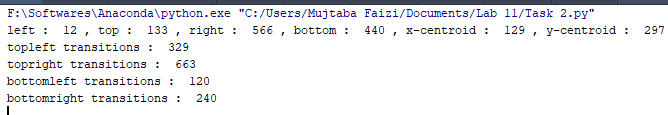 F:\Softwares\Anaconda\python.exe "C:/Users/Mujtaba Faizi/Documents/Lab 11/Task 2.py"
left :  12 , top :  133 , right :  566 , bottom :  440 , x-centroid :  129 , y-centroid :  297
topleft transitions :  329
topright transitions :  663
bottomleft transitions :  120
bottomright transitions :  240